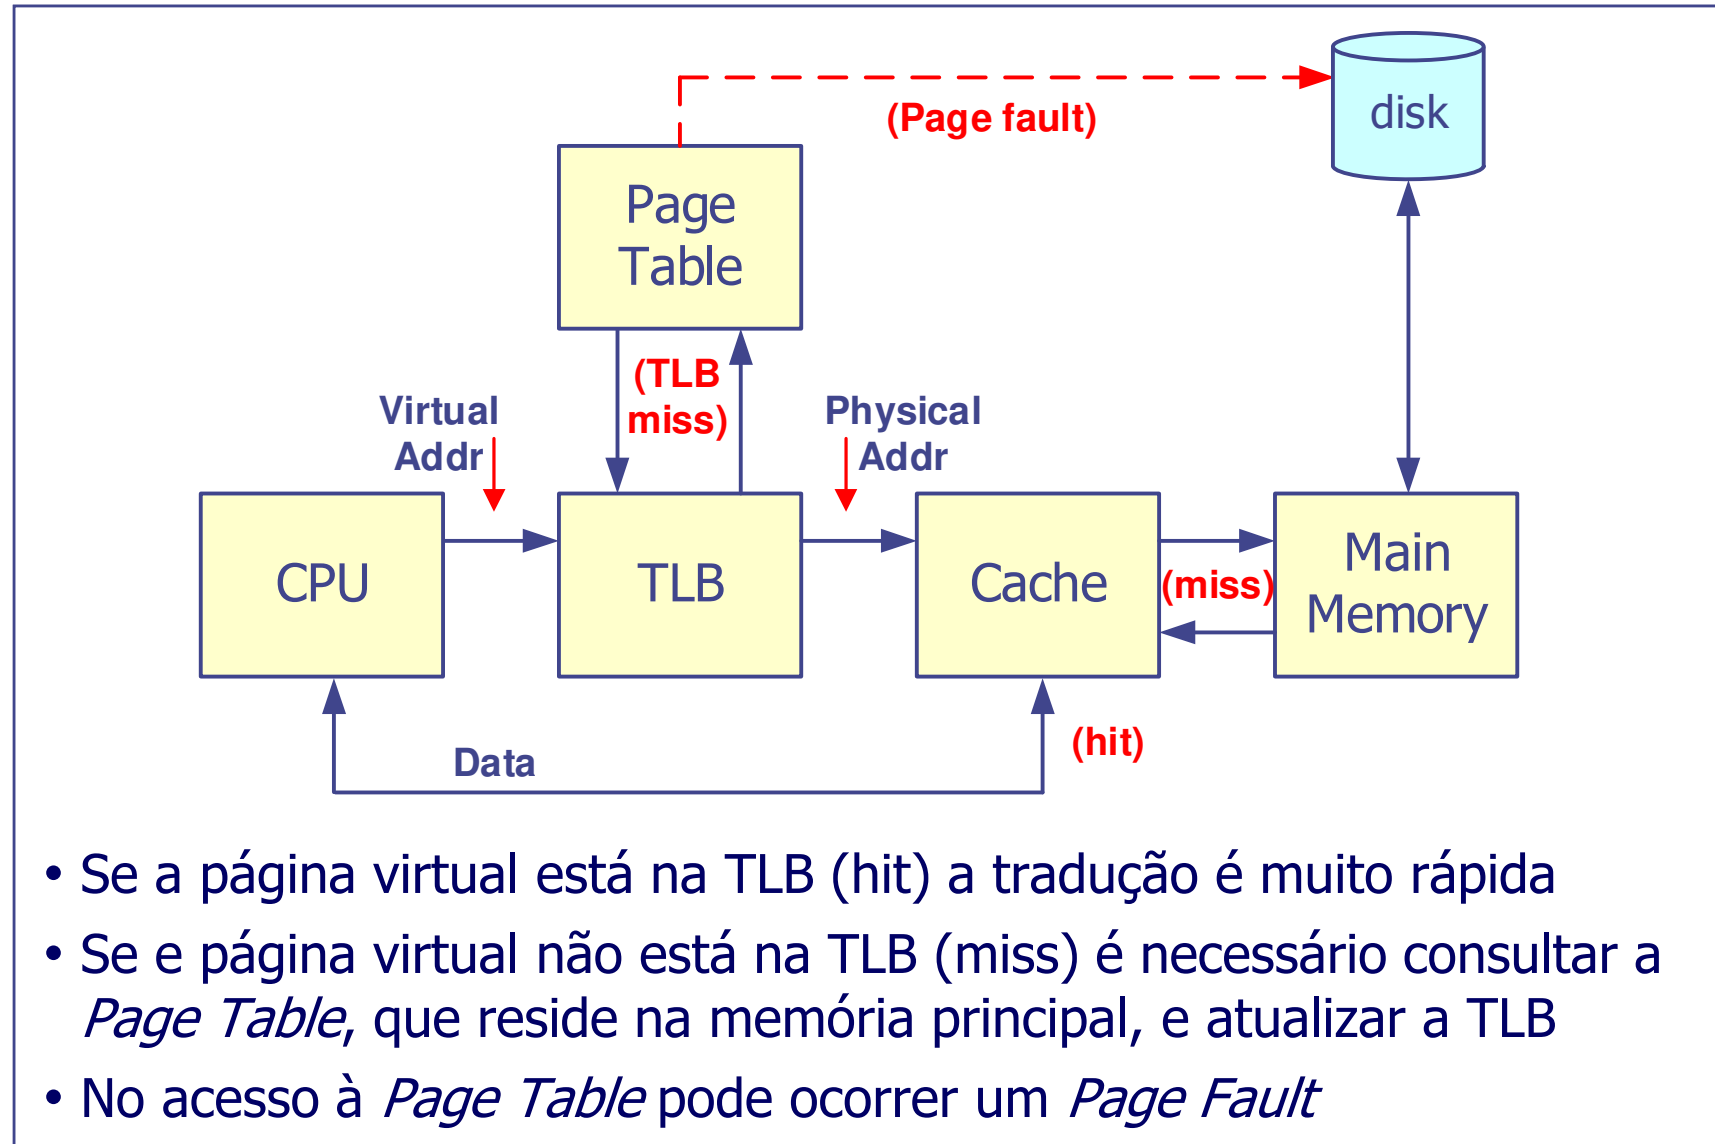 (Page fault)
disk
Page
Table
(TLB
miss)
Virtual
Addr
Physical
Addr
CPU
TLB
Cache
(miss)
Main
Memory
Data
(hit)
• Se a página virtual está na TLB (hit) a tradução é muito rápida
• Se e página virtual não está na TLB (miss) é necessário consultar a
Page Table, que reside na memória principal, e atualizar a TLB
• No acesso à Page Table pode ocorrer um Page Fault